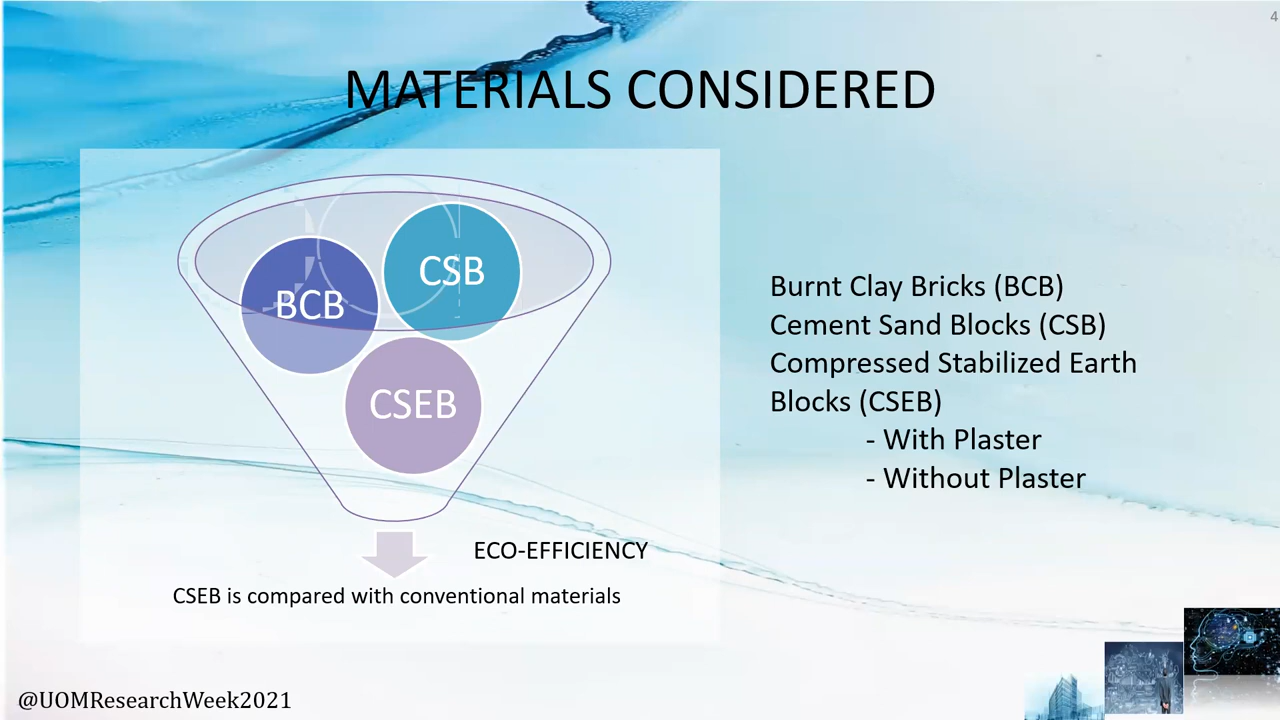 4
MATERIALS CONSIDERED
BCB
CSB
CSEB
ECO-EFFICIENCY
CSEB is compared with conventional materials
Burnt Clay Bricks (BCB)
Cement Sand Blocks (CSB)
Compressed Stabilized Earth
Blocks (CSEB)
- With Plaster
- Without Plaster
@UOMResearchWeek2021